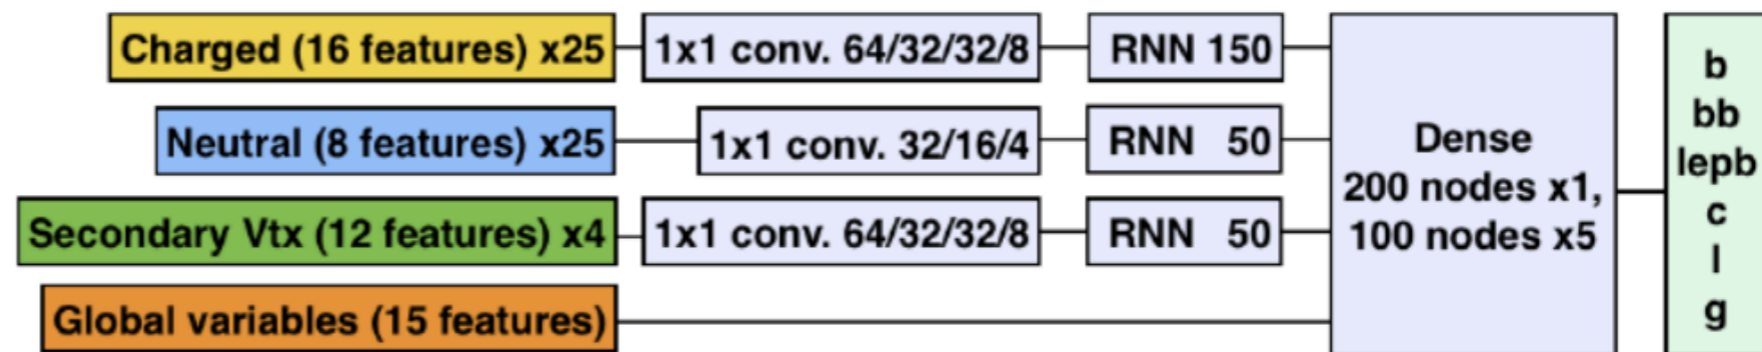 Charged (16 features) x25
1x1 conv. 64/32/32/8
RNN 150
Neutral (8 features) x25
1x1 conv. 32/16/4
RNN 50
Secondary Vtx (12 features) x4
1x1 conv. 64/32/32/8
RNN 50
Global variables (15 features)
Dense
200 nodes x1,
100 nodes x5
b
bb
lepb
c
l
g